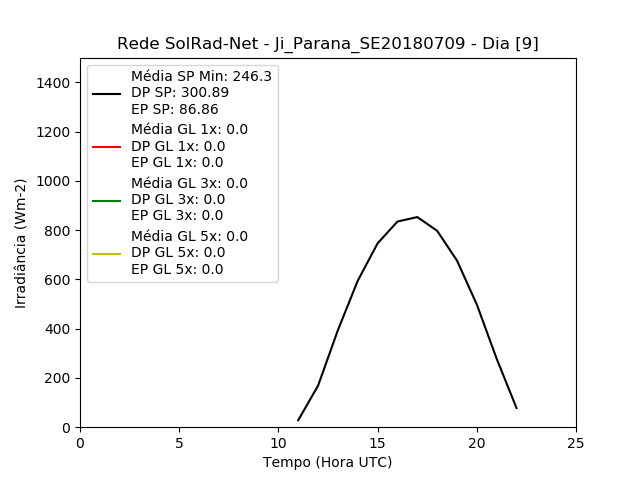 Rede SolRad-Net - Ji_Parana_SE20180709 - Dia [9]
Média SP Min: 246.3
DP SP: 300.89
EP SP: 86.86
Média GL 1x: 0.0
DP GL 1x: 0.0
EP GL 1x: 0.0
Média GL 3x: 0.0
DP GL 3x: 0.0
EP GL 3x: 0.0
Média GL 5x: 0.0
DP GL 5x: 0.0
EP GL 5x: 0.0
Irradiância (Wm-2)
1400
1200
1000
800
600
400
200
0
0 5 10 15 20 25
Tempo (Hora UTC)